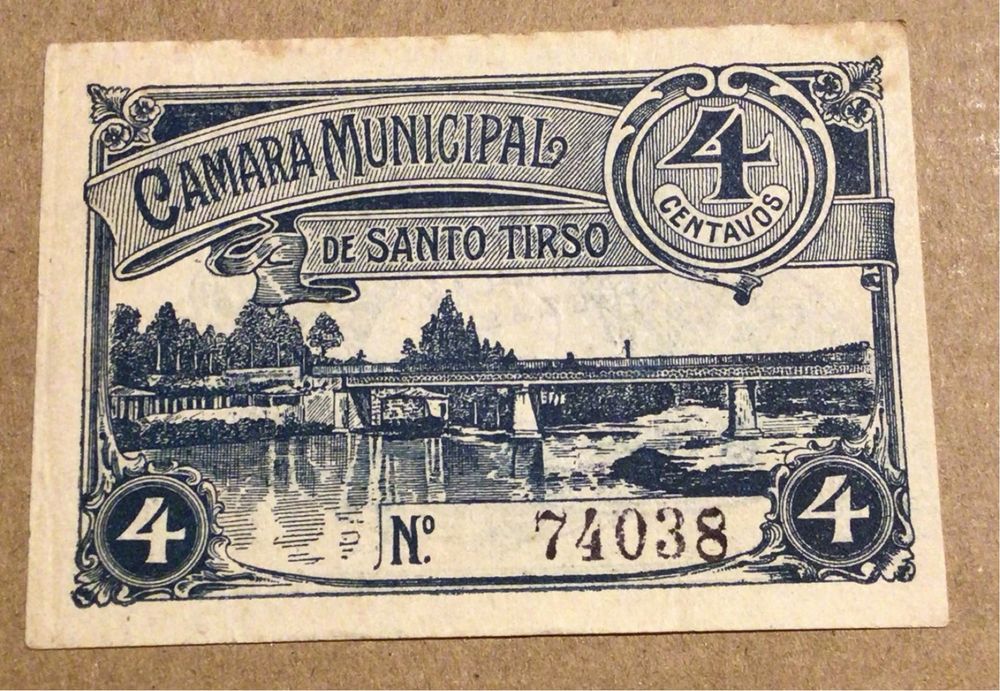 CAMARA MUNICIPAL
DE SANTO TIRSO
4
CENTAVOS
4
Nº. 74038
4